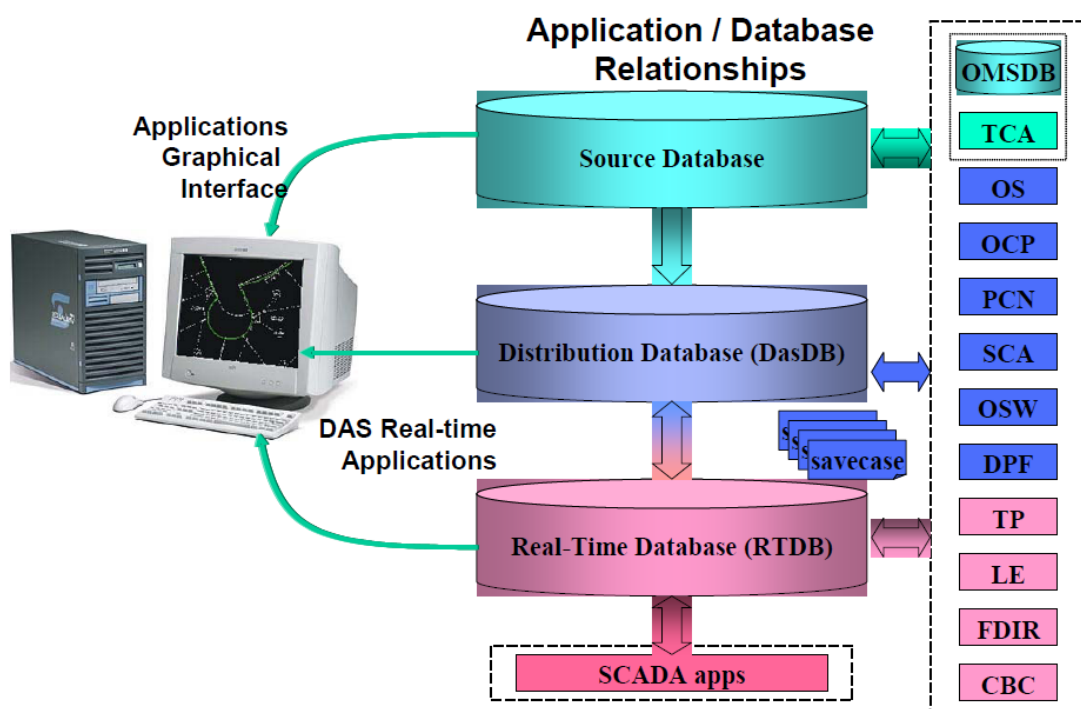 Application / Database
Relationships
Applications
Graphical
Interface
Source Database
Distribution Database (DasDB)
DAS Real-time
Applications
savecase
Real-Time Database (RTDB)
SCADA apps
OMSDB
TCA
OS
OCP
PCN
SCA
OSW
DPF
TP
LE
FDIR
CBC